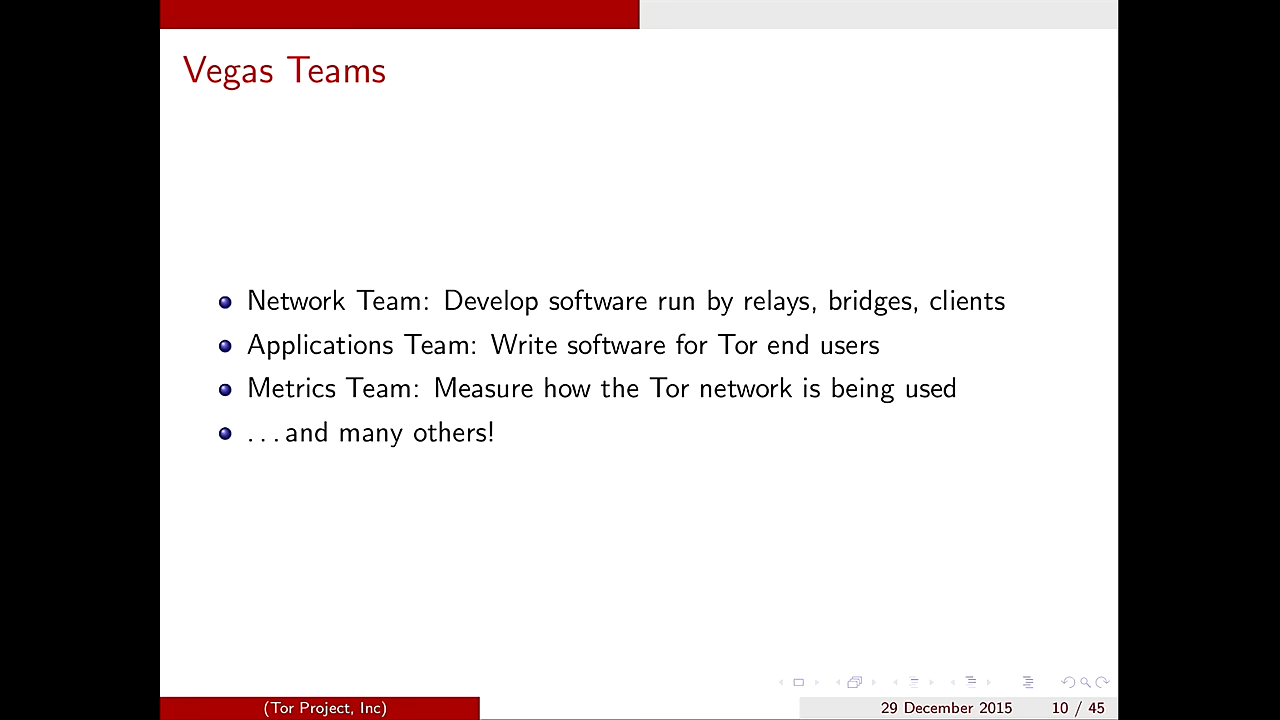 Vegas Teams
Network Team: Develop software run by relays, bridges, clients
Applications Team: Write software for Tor end users
Metrics Team: Measure how the Tor network is being used
...and many others!
(Tor Project, Inc)
29 December 2015
10 / 45